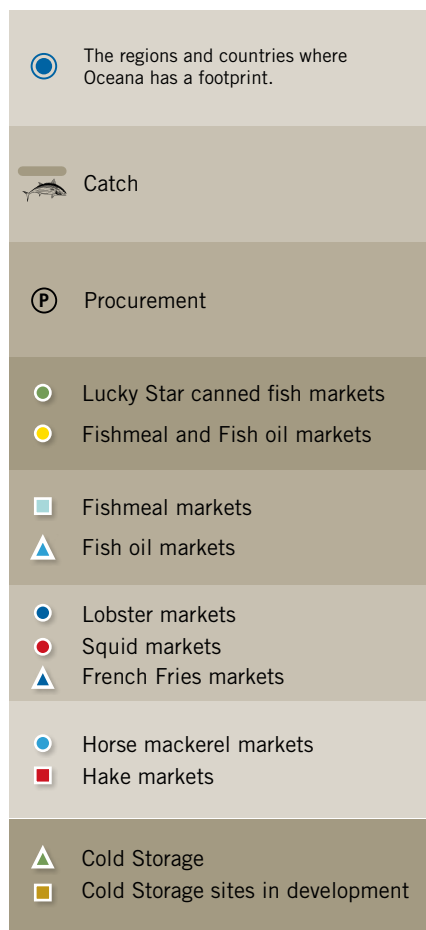 The regions and countries where
Oceana has a footprint.
Catch
P Procurement
Lucky Star canned fish markets
Fishmeal and Fish oil markets
Fishmeal markets
Fish oil markets
Lobster markets
Squid markets
French Fries markets
Horse mackerel markets
Hake markets
Cold Storage
Cold Storage sites in development